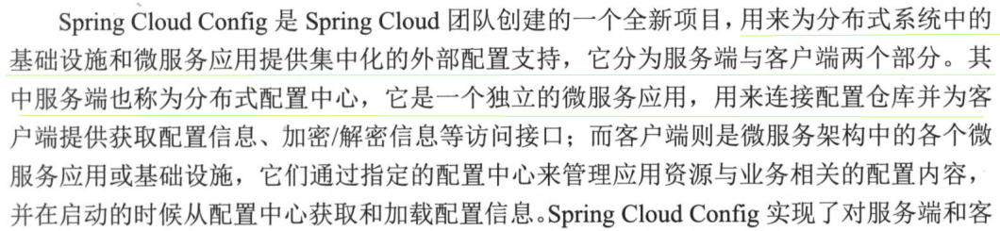 Spring Cloud Config 是 Spring Cloud 团队创建的一个全新项目，用来为分布式系统中的
基础设施和微服务应用提供集中化的外部配置支持，它分为服务端与客户端两个部分。其
中服务端也称为分布式配置中心，它是一个独立的微服务应用，用来连接配置仓库并为客
户端提供获取配置信息、加密/解密信息等访问接口；而客户端则是微服务架构中的各个微
服务应用或基础设施，它们通过指定的配置中心来管理应用资源与业务相关的配置内容，
并在启动的时候从配置中心获取和加载配置信息。Spring Cloud Config 实现了对服务端和客